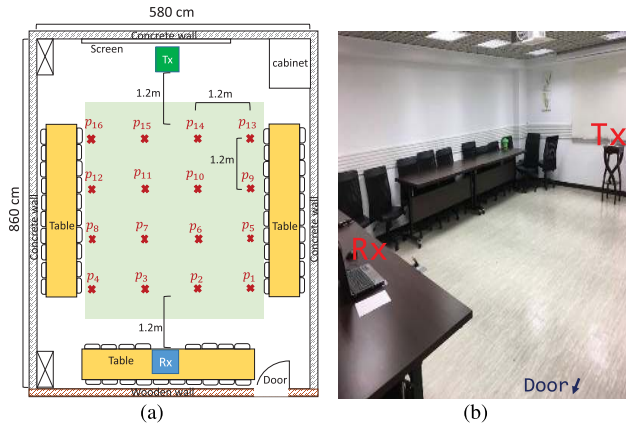 580 cm
Concrete wall
Screen
Tx
cabinet
1.2m
1.2m
p16 p15 p14 p13
1.2m
p12 p11 p10 p9
860 cm
Concrete wall
Table
p8 p7 p6 p5
Table
Concrete wall
p4 p3 p2 p1
1.2m
Table
Rx
Door
Wooden wall
(a)
Tx
Rx
Door
(b)